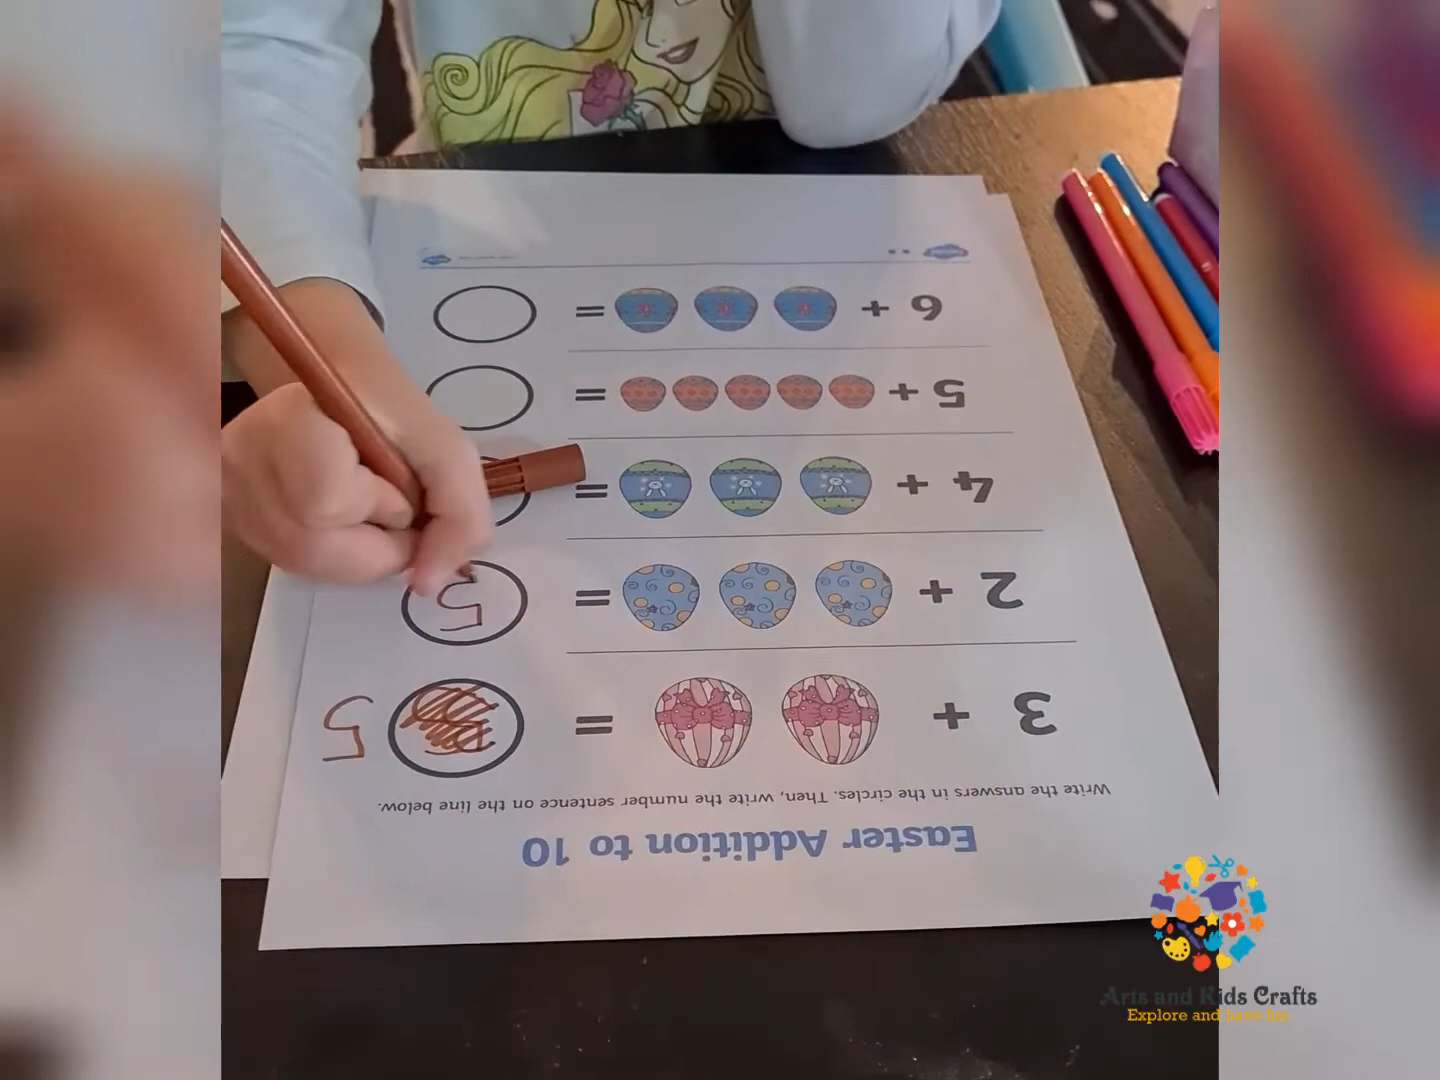 Easter Addition to 10
Write the answers in the circles. Then, write the number sentence on the line below.
3 + = 5
2 + = 5
4 + =
5 + =
6 + =
Arts and Kids Crafts
Explore and have fun